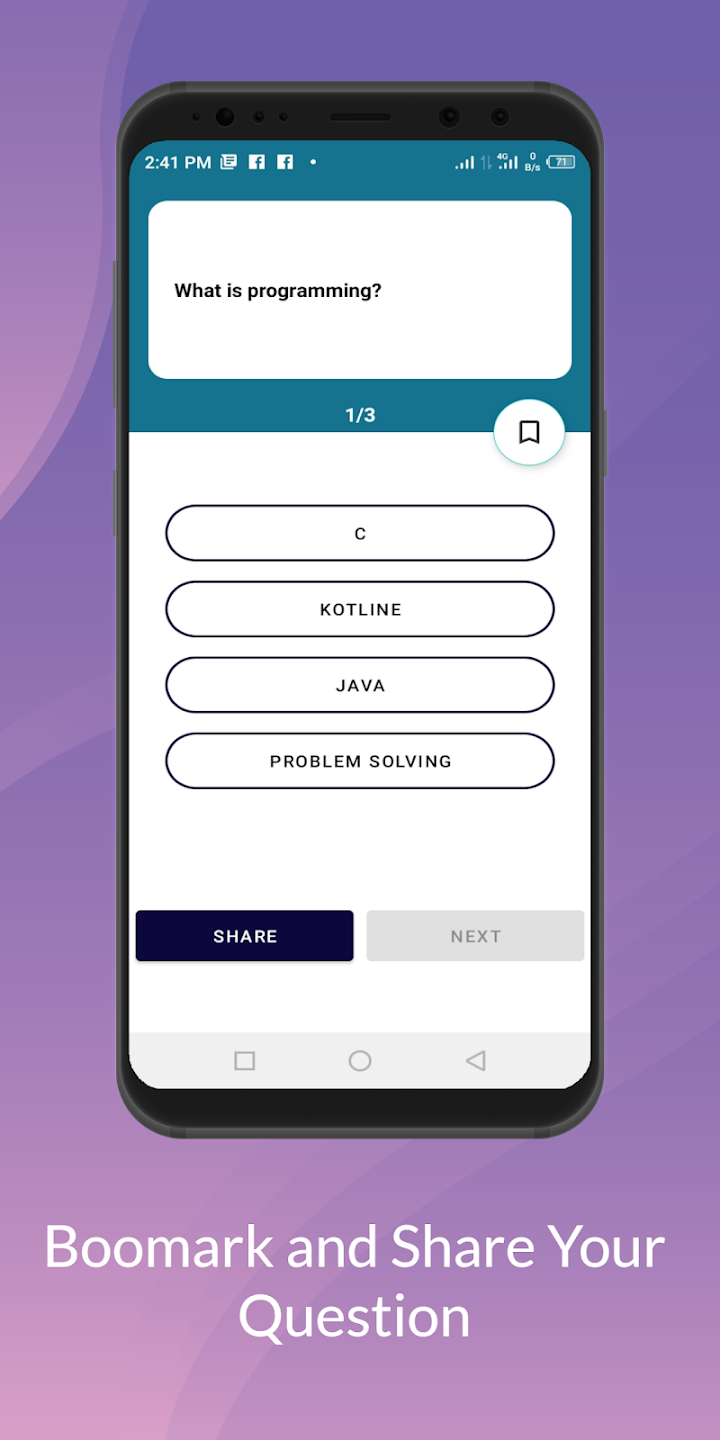 2:41 PM
4G
0
B/s
71
What is programming?
1/3
C
KOTLINE
JAVA
PROBLEM SOLVING
SHARE
NEXT
Boomark and Share Your
Question